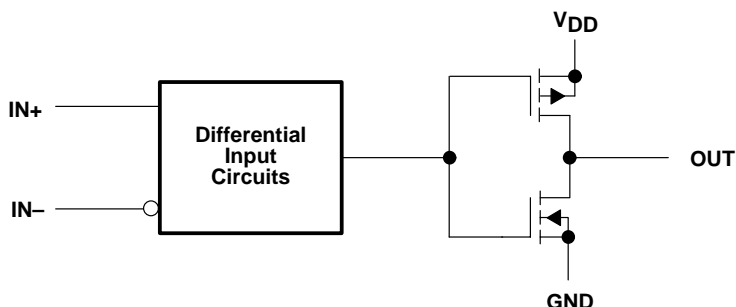 VDD
IN+
Differential
Input
Circuits
OUT
IN–
GND